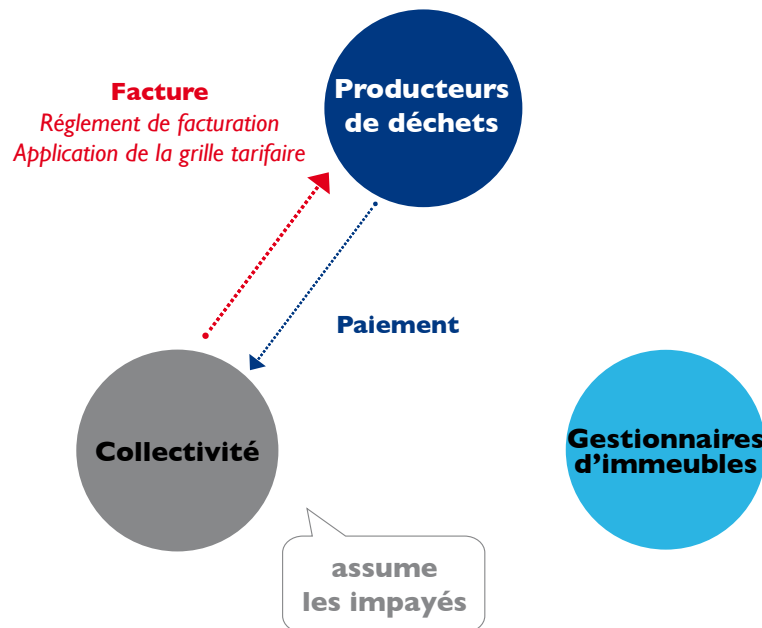 Facture
Réglement de facturation
Application de la grille tarifaire
Producteurs
de déchets
Paiement
Collectivité
Gestionnaires
d’immeubles
assume
les impayés